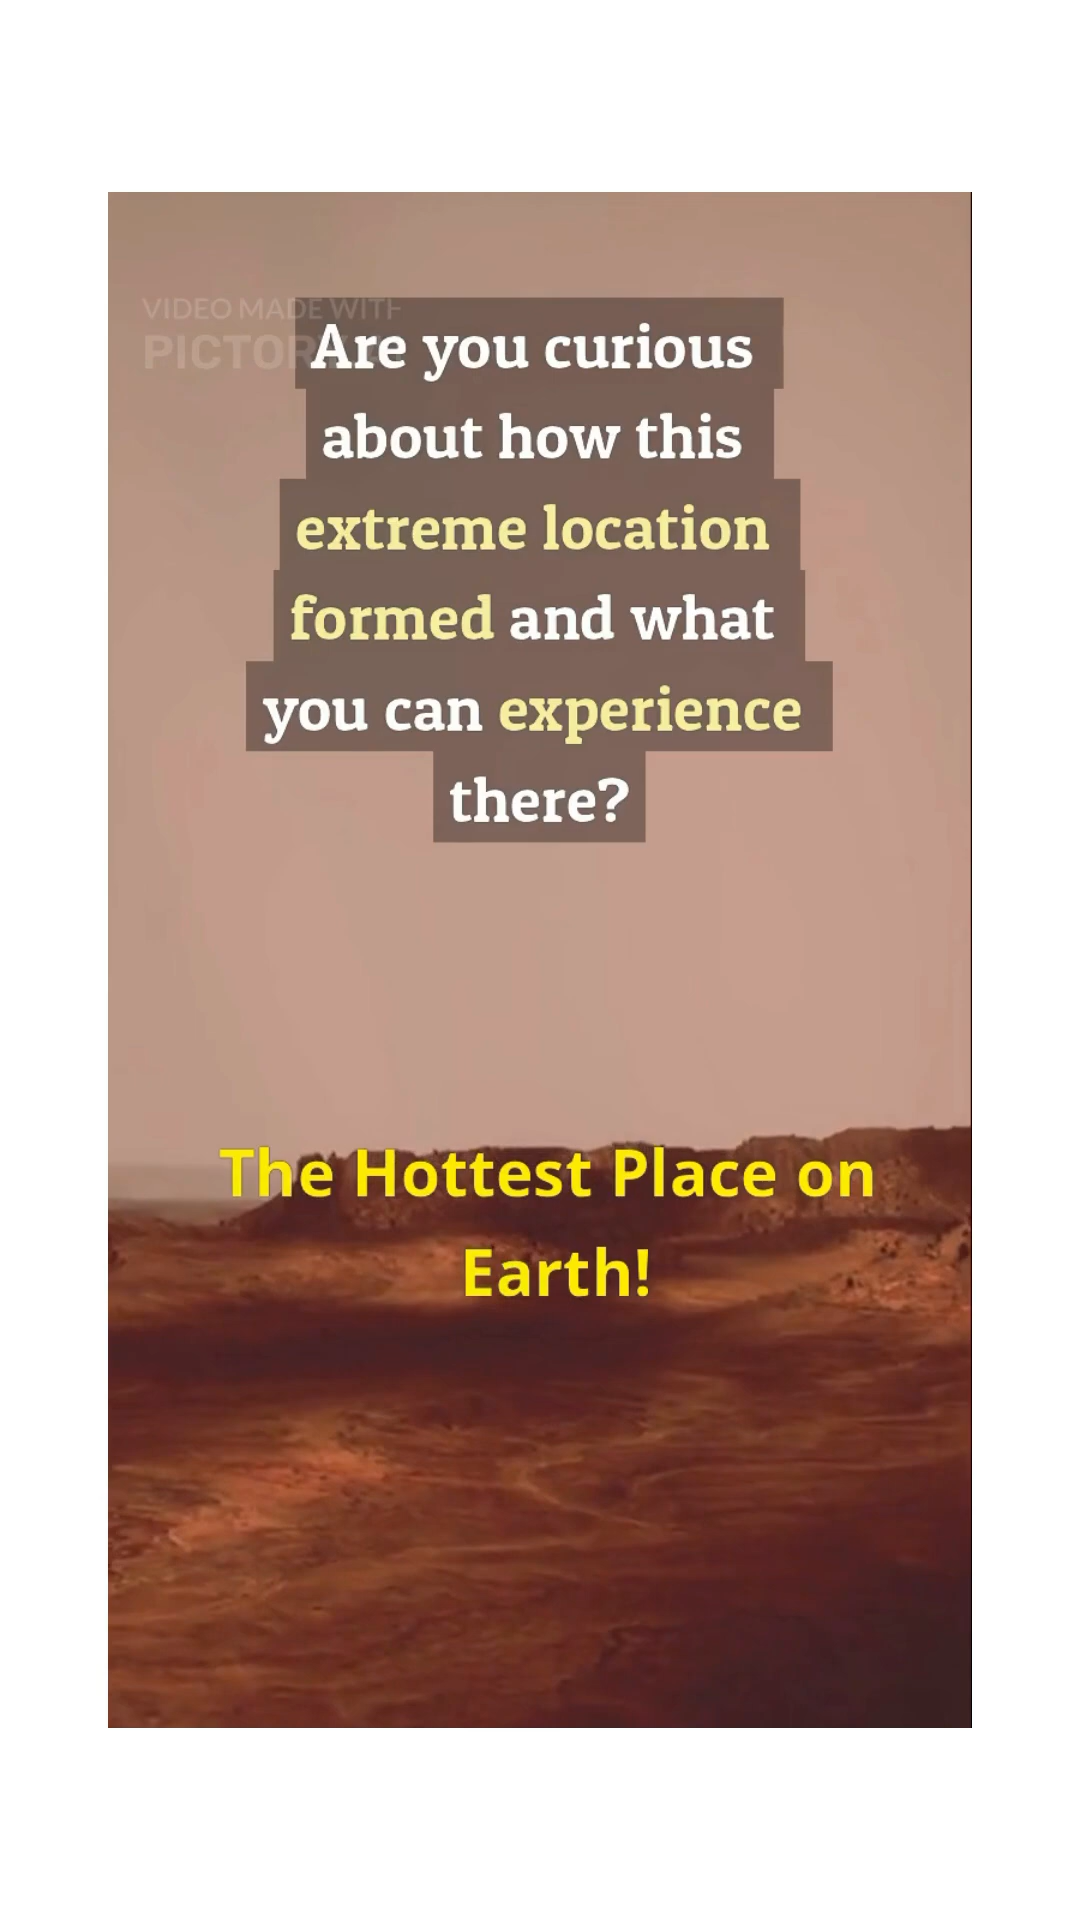 VIDEO MADE WITH
PICTORY
Are you curious
about how this
extreme location
formed and what
you can experience
there?
The Hottest Place on
Earth!